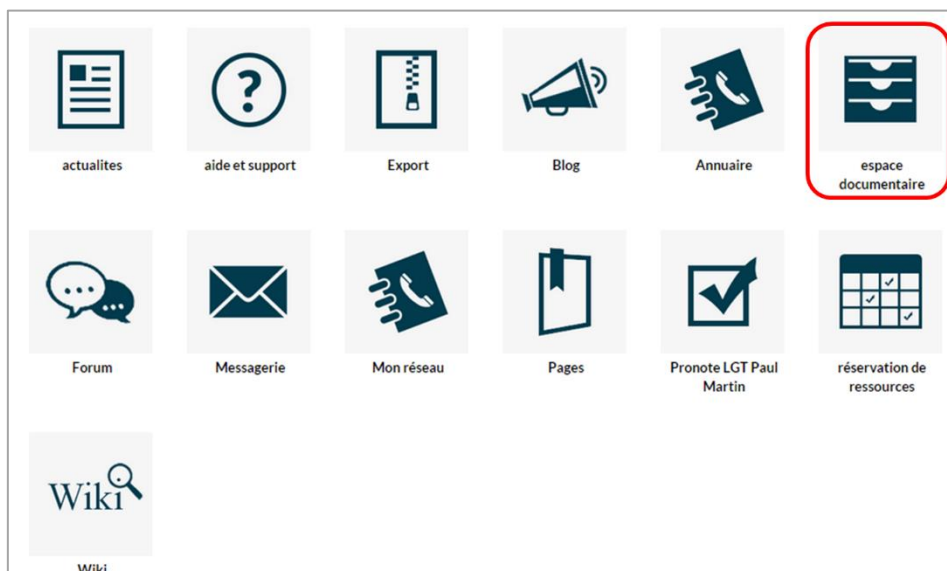 actualites
aide et support
Export
Blog
Annuaire
espace
documentaire
Forum
Messagerie
Mon réseau
Pages
Pronote LGT Paul
Martin
réservation de
ressources
Wiki
Wiki